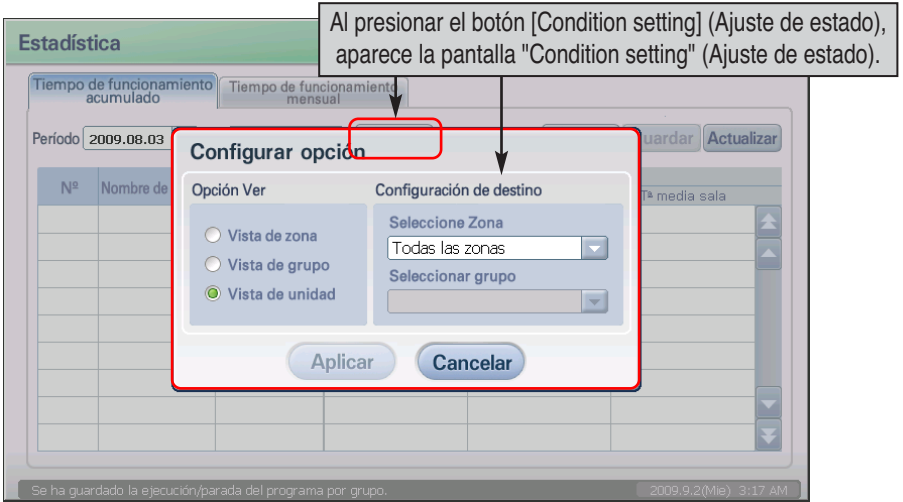 Al presionar el botón [Condition setting] (Ajuste de estado),
aparece la pantalla "Condition setting" (Ajuste de estado).
Estadística
Tiempo de funcionamiento
acumulado
Tiempo de funcionamiento
mensual
Período 2009.08.03
uardar Actualizar
Nº Nombre de
Tª media sala
Configurar opción
Opción Ver
Vista de zona
Vista de grupo
Vista de unidad
Configuración de destino
Seleccione Zona
Todas las zonas
Seleccionar grupo
Aplicar Cancelar
Se ha guardado la ejecución/parada del programa por grupo. 2009.9.2(Mie) 3:17 AM